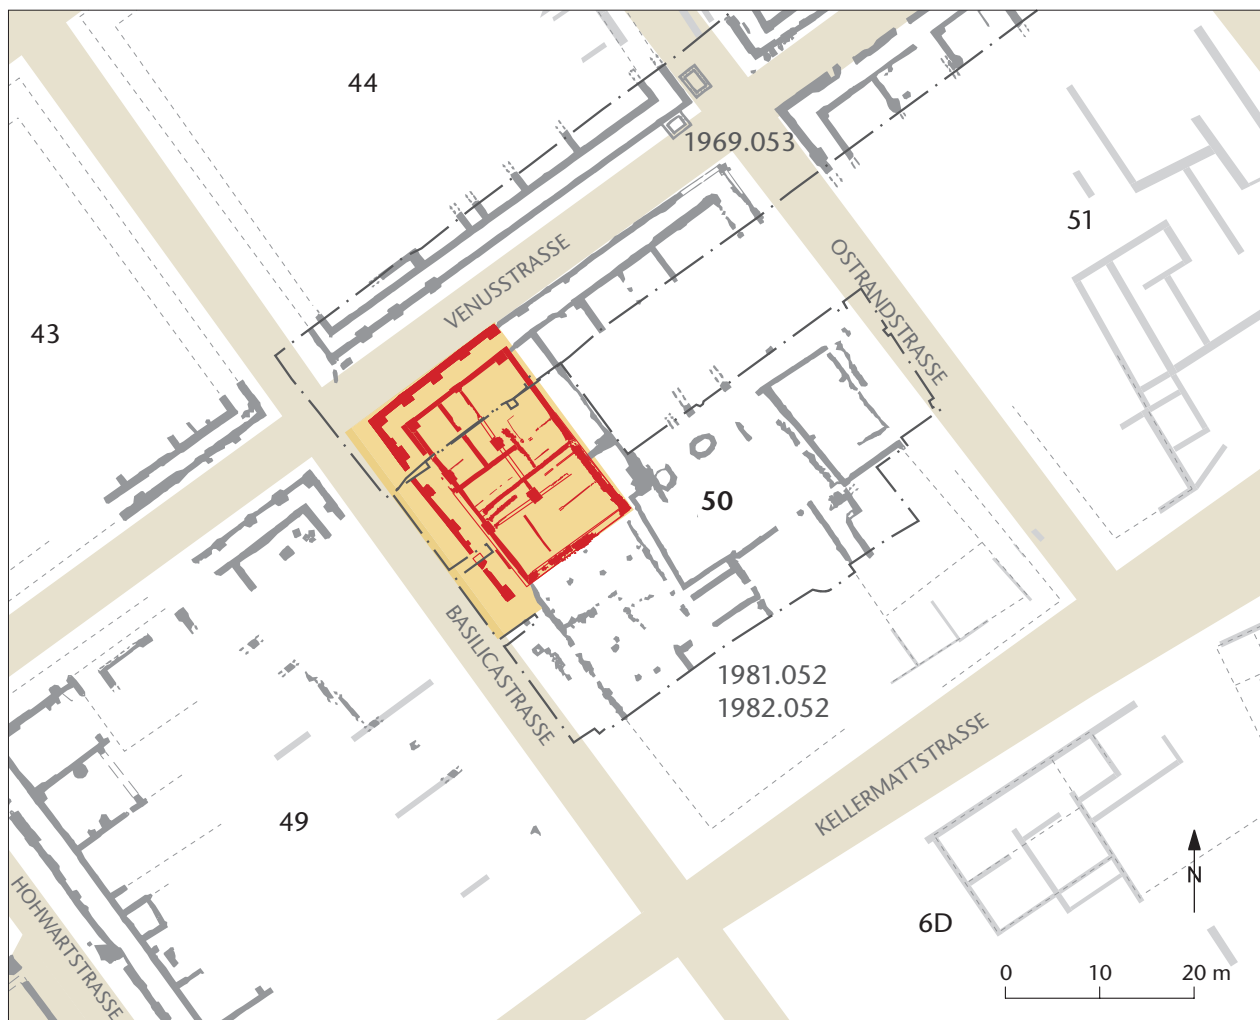 44
1969.053
51
VENUSSTRASSE
OSTRANDSTRASSE
43
50
BASILICASTRASSE
1981.052
1982.052
KELLERMATTSTRASSE
49
HOHWARTSTRASSE
6D
N
0 10 20 m